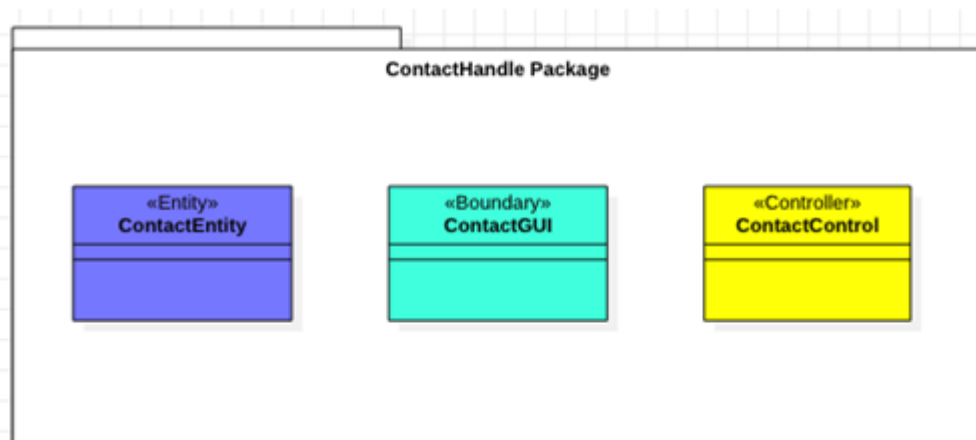 ContactHandle Package
«Entity»
ContactEntity
«Boundary»
ContactGUI
«Controller»
ContactControl